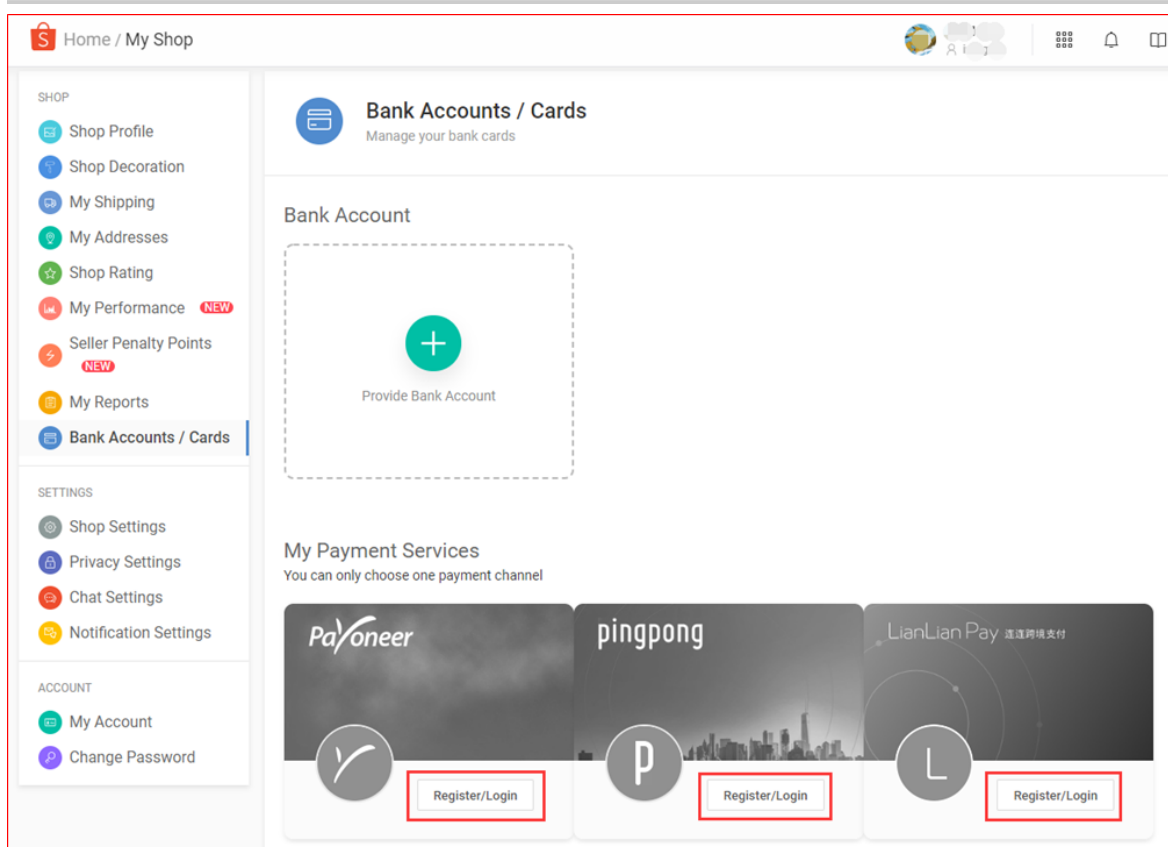 Home / My Shop
SHOP
Shop Profile
Shop Decoration
My Shipping
My Addresses
Shop Rating
My Performance NEW
Seller Penalty Points
NEW
My Reports
Bank Accounts / Cards
SETTINGS
Shop Settings
Privacy Settings
Chat Settings
Notification Settings
ACCOUNT
My Account
Change Password
Bank Accounts / Cards
Manage your bank cards
Bank Account
Provide Bank Account
My Payment Services
You can only choose one payment channel
Payoneer
Register/Login
pingpong
P
Register/Login
LianLian Pay 连连跨境支付
L
Register/Login